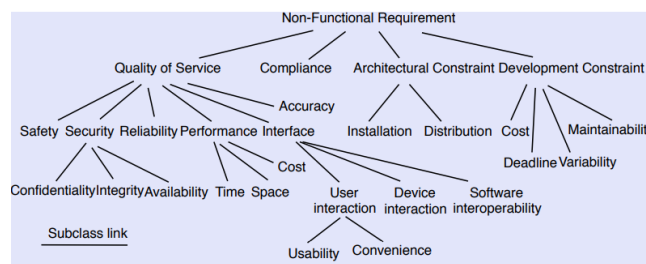 Non-Functional Requirement
Quality of Service Compliance Architectural Constraint Development Constraint
Accuracy
Safety Security Reliability Performance Interface Installation Distribution Cost Maintainabilit
Cost Deadline Variability
Confidentiality Integrity Availability Time Space User interaction Device interaction Software interoperability
Subclass link
Usability Convenience